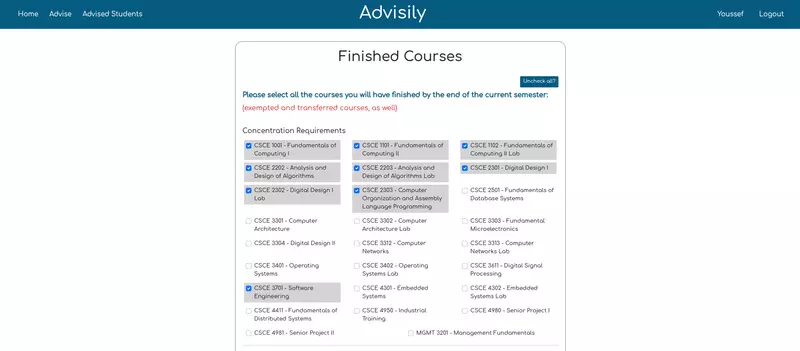 Home Advise Advised Students Advisily Youssef Logout
Finished Courses
Uncheck all?
Please select all the courses you will have finished by the end of the current semester:
(exempted and transferred courses, as well)
Concentration Requirements
CSCE 1001 - Fundamentals of
Computing I
CSCE 1101 - Fundamentals of
Computing II
CSCE 1102 - Fundamentals of
Computing II Lab
CSCE 2202 - Analysis and
Design of Algorithms
CSCE 2203 - Analysis and
Design of Algorithms Lab
CSCE 2301 - Digital Design I
CSCE 2302 - Digital Design I
Lab
CSCE 2303 - Computer
Organization and Assembly
Language Programming
CSCE 2501 - Fundamentals of
Database Systems
CSCE 3301 - Computer
Architecture
CSCE 3302 - Computer
Architecture Lab
CSCE 3303 - Fundamental
Microelectronics
CSCE 3304 - Digital Design II
CSCE 3312 - Computer
Networks
CSCE 3313 - Computer
Networks Lab
CSCE 3401 - Operating
Systems
CSCE 3402 - Operating
Systems Lab
CSCE 3611 - Digital Signal
Processing
CSCE 3701 - Software
Engineering
CSCE 4301 - Embedded
Systems
CSCE 4302 - Embedded
Systems Lab
CSCE 4411 - Fundamentals of
Distributed Systems
CSCE 4950 - Industrial
Training
CSCE 4980 - Senior Project I
CSCE 4981 - Senior Project II
MGMT 3201 - Management Fundamentals